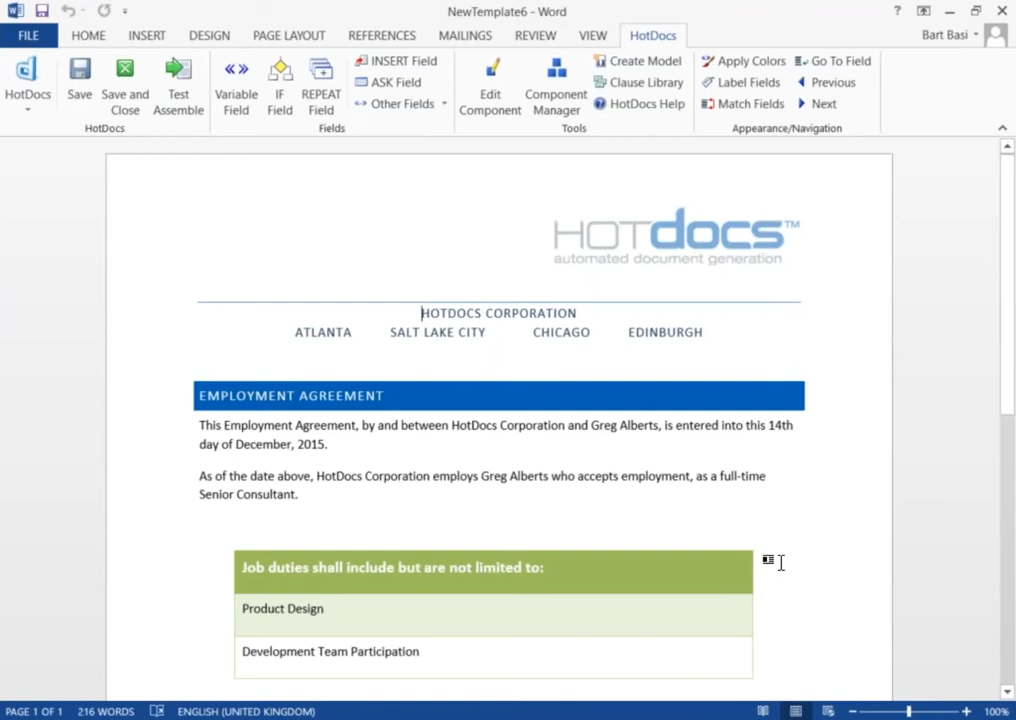 NewTemplate6 - Word
FILE HOME INSERT DESIGN PAGE LAYOUT REFERENCES MAILINGS REVIEW VIEW HotDocs Bart Basi
HotDocs Save Save and Close Test Assemble
HotDocs
Variable Field IF Field REPEAT Field
INSERT Field
ASK Field
Other Fields
Fields
Edit Component Component Manager
Create Model
Clause Library
HotDocs Help
Tools
Apply Colors Go To Field
Label Fields Previous
Match Fields Next
Appearance/Navigation
HOTdocs™
automated document generation
HOTDOCS CORPORATION
ATLANTA SALT LAKE CITY CHICAGO EDINBURGH
EMPLOYMENT AGREEMENT
This Employment Agreement, by and between HotDocs Corporation and Greg Alberts, is entered into this 14th
day of December, 2015.
As of the date above, HotDocs Corporation employs Greg Alberts who accepts employment, as a full-time
Senior Consultant.
Job duties shall include but are not limited to:
Product Design
Development Team Participation
PAGE 1 OF 1 216 WORDS ENGLISH (UNITED KINGDOM) 100%